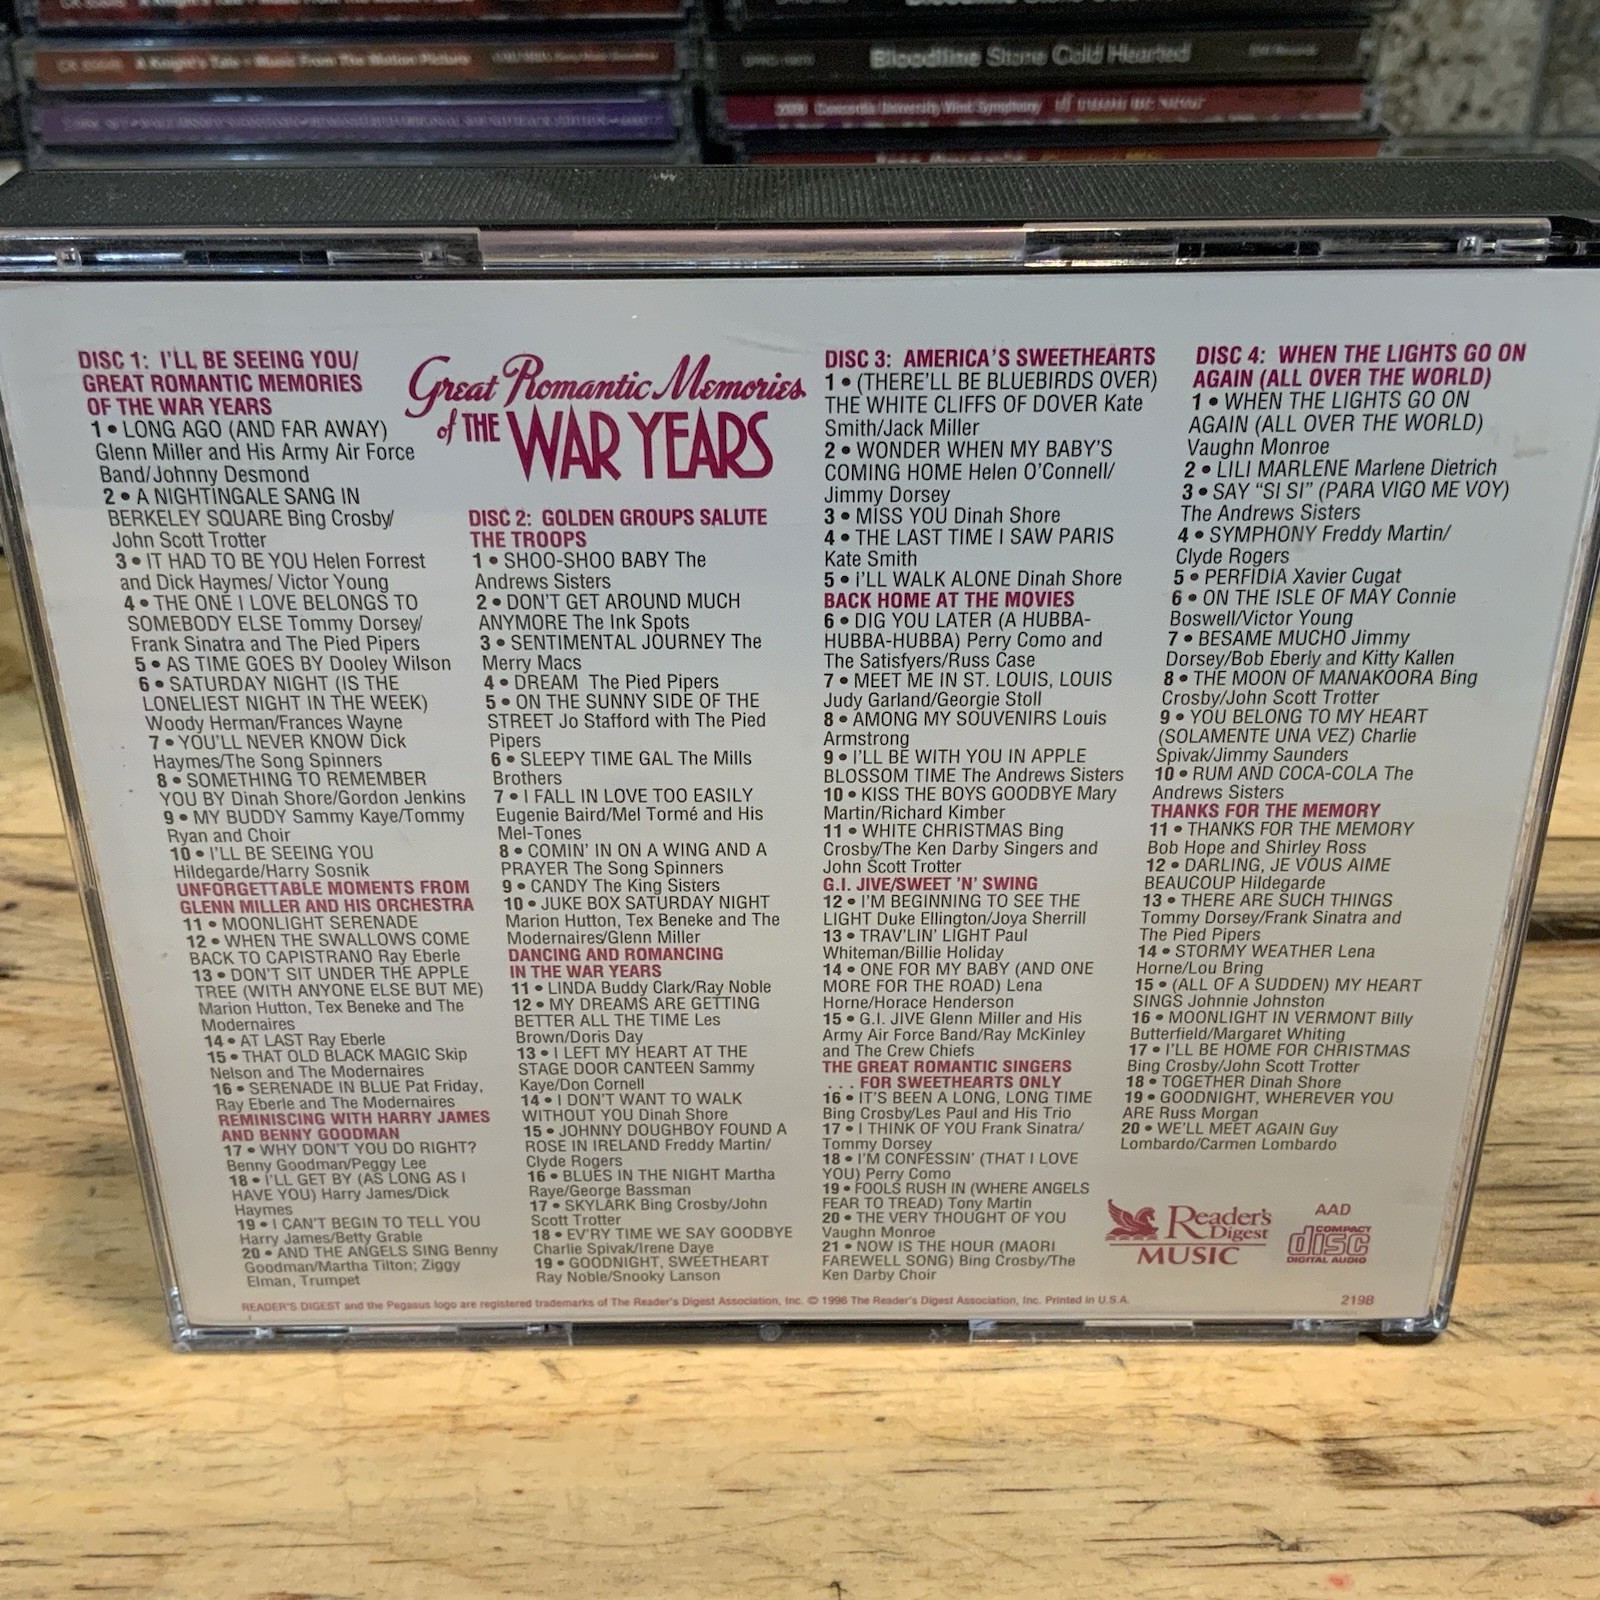 A Knight's Tale • Music From The Motion Picture
Bloodline Stone Cold Hearted
Concordia University Wind Symphony
Great Romantic Memories
of THE WAR YEARS
DISC 1: I'LL BE SEEING YOU/
GREAT ROMANTIC MEMORIES
OF THE WAR YEARS
1 • LONG AGO (AND FAR AWAY)
Glenn Miller and His Army Air Force
Band/Johnny Desmond
2 • A NIGHTINGALE SANG IN
BERKELEY SQUARE Bing Crosby/
John Scott Trotter
3 • IT HAD TO BE YOU Helen Forrest
and Dick Haymes/ Victor Young
4 • THE ONE I LOVE BELONGS TO
SOMEBODY ELSE Tommy Dorsey/
Frank Sinatra and The Pied Pipers
5 • AS TIME GOES BY Dooley Wilson
6 • SATURDAY NIGHT (IS THE
LONELIEST NIGHT IN THE WEEK)
Woody Herman/Frances Wayne
7 • YOU'LL NEVER KNOW Dick
Haymes/The Song Spinners
8 • SOMETHING TO REMEMBER
YOU BY Dinah Shore/Gordon Jenkins
9 • MY BUDDY Sammy Kaye/Tommy
Ryan and Choir
10 • I'LL BE SEEING YOU
Hildegarde/Harry Sosnik
UNFORGETTABLE MOMENTS FROM
GLENN MILLER AND HIS ORCHESTRA
11 • MOONLIGHT SERENADE
12 • WHEN THE SWALLOWS COME
BACK TO CAPISTRANO Ray Eberle
13 • DON'T SIT UNDER THE APPLE
TREE (WITH ANYONE ELSE BUT ME)
Marion Hutton, Tex Beneke and The
Modernaires
14 • AT LAST Ray Eberle
15 • THAT OLD BLACK MAGIC Skip
Nelson and The Modernaires
16 • SERENADE IN BLUE Pat Friday,
Ray Eberle and The Modernaires
REMINISCING WITH HARRY JAMES
AND BENNY GOODMAN
17 • WHY DON'T YOU DO RIGHT?
Benny Goodman/Peggy Lee
18 • I'LL GET BY (AS LONG AS I
HAVE YOU) Harry James/Dick
Haymes
19 • I CAN'T BEGIN TO TELL YOU
Harry James/Betty Grable
20 • AND THE ANGELS SING Benny
Goodman/Martha Tilton; Ziggy
Elman, Trumpet
DISC 2: GOLDEN GROUPS SALUTE
THE TROOPS
1 • SHOO-SHOO BABY The
Andrews Sisters
2 • DON'T GET AROUND MUCH
ANYMORE The Ink Spots
3 • SENTIMENTAL JOURNEY The
Merry Macs
4 • DREAM The Pied Pipers
5 • ON THE SUNNY SIDE OF THE
STREET Jo Stafford with The Pied
Pipers
6 • SLEEPY TIME GAL The Mills
Brothers
7 • I FALL IN LOVE TOO EASILY
Eugenie Baird/Mel Tormé and His
Mel-Tones
8 • COMIN' IN ON A WING AND A
PRAYER The Song Spinners
9 • CANDY The King Sisters
10 • JUKE BOX SATURDAY NIGHT
Marion Hutton, Tex Beneke and The
Modernaires/Glenn Miller
DANCING AND ROMANCING
IN THE WAR YEARS
11 • LINDA Buddy Clark/Ray Noble
12 • MY DREAMS ARE GETTING
BETTER ALL THE TIME Les
Brown/Doris Day
13 • I LEFT MY HEART AT THE
STAGE DOOR CANTEEN Sammy
Kaye/Don Cornell
14 • I DON'T WANT TO WALK
WITHOUT YOU Dinah Shore
15 • JOHNNY DOUGHBOY FOUND A
ROSE IN IRELAND Freddy Martin/
Clyde Rogers
16 • BLUES IN THE NIGHT Martha
Raye/George Bassman
17 • SKYLARK Bing Crosby/John
Scott Trotter
18 • EV'RY TIME WE SAY GOODBYE
Charlie Spivak/Irene Daye
19 • GOODNIGHT, SWEETHEART
Ray Noble/Snooky Lanson
DISC 3: AMERICA'S SWEETHEARTS
1 • (THERE'LL BE BLUEBIRDS OVER)
THE WHITE CLIFFS OF DOVER Kate
Smith/Jack Miller
2 • WONDER WHEN MY BABY'S
COMING HOME Helen O'Connell/
Jimmy Dorsey
3 • MISS YOU Dinah Shore
4 • THE LAST TIME I SAW PARIS
Kate Smith
5 • I'LL WALK ALONE Dinah Shore
BACK HOME AT THE MOVIES
6 • DIG YOU LATER (A HUBBA-
HUBBA-HUBBA) Perry Como and
The Satisfyers/Russ Case
7 • MEET ME IN ST. LOUIS, LOUIS
Judy Garland/Georgie Stoll
8 • AMONG MY SOUVENIRS Louis
Armstrong
9 • I'LL BE WITH YOU IN APPLE
BLOSSOM TIME The Andrews Sisters
10 • KISS THE BOYS GOODBYE Mary
Martin/Richard Kimber
11 • WHITE CHRISTMAS Bing
Crosby/The Ken Darby Singers and
John Scott Trotter
G.I. JIVE/SWEET 'N' SWING
12 • I'M BEGINNING TO SEE THE
LIGHT Duke Ellington/Joya Sherrill
13 • TRAV'LIN' LIGHT Paul
Whiteman/Billie Holiday
14 • ONE FOR MY BABY (AND ONE
MORE FOR THE ROAD) Lena
Horne/Horace Henderson
15 • G.I. JIVE Glenn Miller and His
Army Air Force Band/Ray McKinley
and The Crew Chiefs
THE GREAT ROMANTIC SINGERS
. . . FOR SWEETHEARTS ONLY
16 • IT'S BEEN A LONG, LONG TIME
Bing Crosby/Les Paul and His Trio
17 • I THINK OF YOU Frank Sinatra/
Tommy Dorsey
18 • I'M CONFESSIN' (THAT I LOVE
YOU) Perry Como
19 • FOOLS RUSH IN (WHERE ANGELS
FEAR TO TREAD) Tony Martin
20 • THE VERY THOUGHT OF YOU
Vaughn Monroe
21 • NOW IS THE HOUR (MAORI
FAREWELL SONG) Bing Crosby/The
Ken Darby Choir
DISC 4: WHEN THE LIGHTS GO ON
AGAIN (ALL OVER THE WORLD)
1 • WHEN THE LIGHTS GO ON
AGAIN (ALL OVER THE WORLD)
Vaughn Monroe
2 • LILI MARLENE Marlene Dietrich
3 • SAY "SI SI" (PARA VIGO ME VOY)
The Andrews Sisters
4 • SYMPHONY Freddy Martin/
Clyde Rogers
5 • PERFIDIA Xavier Cugat
6 • ON THE ISLE OF MAY Connie
Boswell/Victor Young
7 • BESAME MUCHO Jimmy
Dorsey/Bob Eberly and Kitty Kallen
8 • THE MOON OF MANAKOORA Bing
Crosby/John Scott Trotter
9 • YOU BELONG TO MY HEART
(SOLAMENTE UNA VEZ) Charlie
Spivak/Jimmy Saunders
10 • RUM AND COCA-COLA The
Andrews Sisters
THANKS FOR THE MEMORY
11 • THANKS FOR THE MEMORY
Bob Hope and Shirley Ross
12 • DARLING, JE VOUS AIME
BEAUCOUP Hildegarde
13 • THERE ARE SUCH THINGS
Tommy Dorsey/Frank Sinatra and
The Pied Pipers
14 • STORMY WEATHER Lena
Horne/Lou Bring
15 • (ALL OF A SUDDEN) MY HEART
SINGS Johnnie Johnston
16 • MOONLIGHT IN VERMONT Billy
Butterfield/Margaret Whiting
17 • I'LL BE HOME FOR CHRISTMAS
Bing Crosby/John Scott Trotter
18 • TOGETHER Dinah Shore
19 • GOODNIGHT, WHEREVER YOU
ARE Russ Morgan
20 • WE'LL MEET AGAIN Guy
Lombardo/Carmen Lombardo
Reader's
Digest
MUSIC
AAD
COMPACT
disc
DIGITAL AUDIO
READER'S DIGEST and the Pegasus logo are registered trademarks of The Reader's Digest Association, Inc. © 1996 The Reader's Digest Association, Inc. Printed in U.S.A.
219B